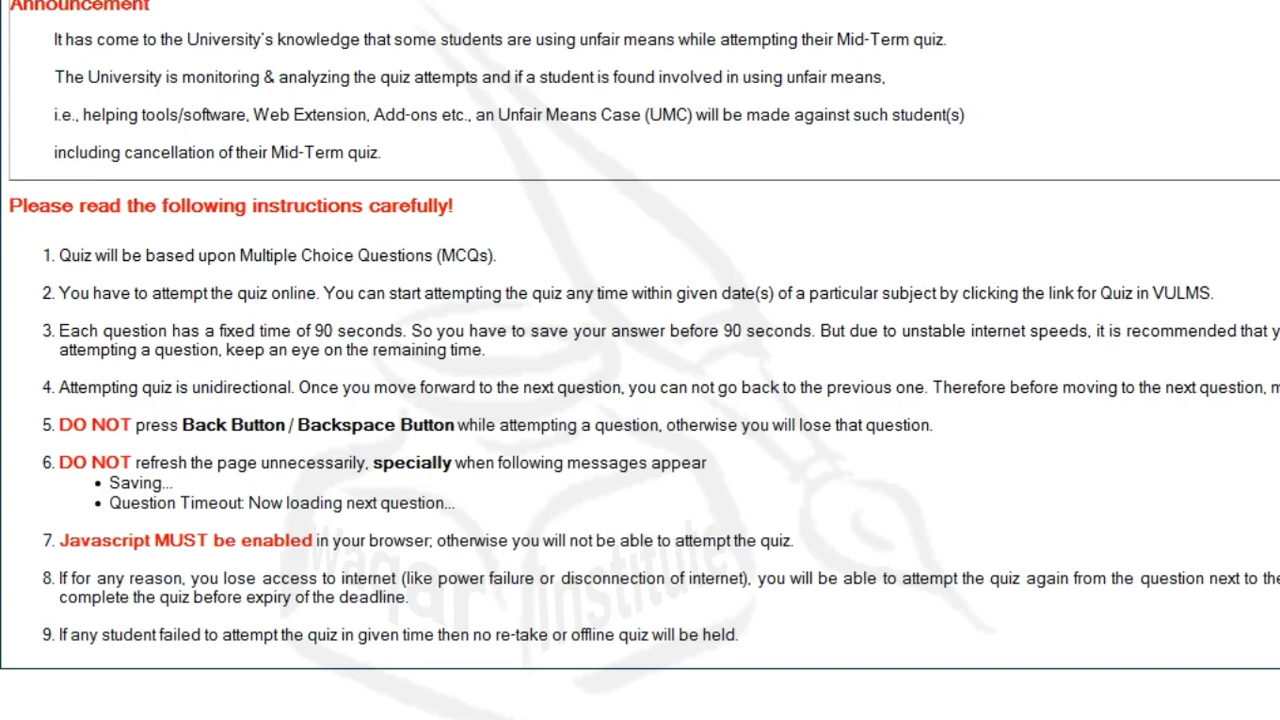 Announcement
It has come to the University's knowledge that some students are using unfair means while attempting their Mid-Term quiz.
The University is monitoring & analyzing the quiz attempts and if a student is found involved in using unfair means,
i.e., helping tools/software, Web Extension, Add-ons etc., an Unfair Means Case (UMC) will be made against such student(s)
including cancellation of their Mid-Term quiz.
Please read the following instructions carefully!
1. Quiz will be based upon Multiple Choice Questions (MCQs).
2. You have to attempt the quiz online. You can start attempting the quiz any time within given date(s) of a particular subject by clicking the link for Quiz in VULMS.
3. Each question has a fixed time of 90 seconds. So you have to save your answer before 90 seconds. But due to unstable internet speeds, it is recommended that
attempting a question, keep an eye on the remaining time.
4. Attempting quiz is unidirectional. Once you move forward to the next question, you can not go back to the previous one. Therefore before moving to the next question,
5. DO NOT press Back Button / Backspace Button while attempting a question, otherwise you will lose that question.
6. DO NOT refresh the page unnecessarily, specially when following messages appear
• Saving...
• Question Timeout: Now loading next question...
7. Javascript MUST be enabled in your browser; otherwise you will not be able to attempt the quiz.
8. If for any reason, you lose access to internet (like power failure or disconnection of internet), you will be able to attempt the quiz again from the question next to the
complete the quiz before expiry of the deadline.
9. If any student failed to attempt the quiz in given time then no re-take or offline quiz will be held.
Waqar Institute